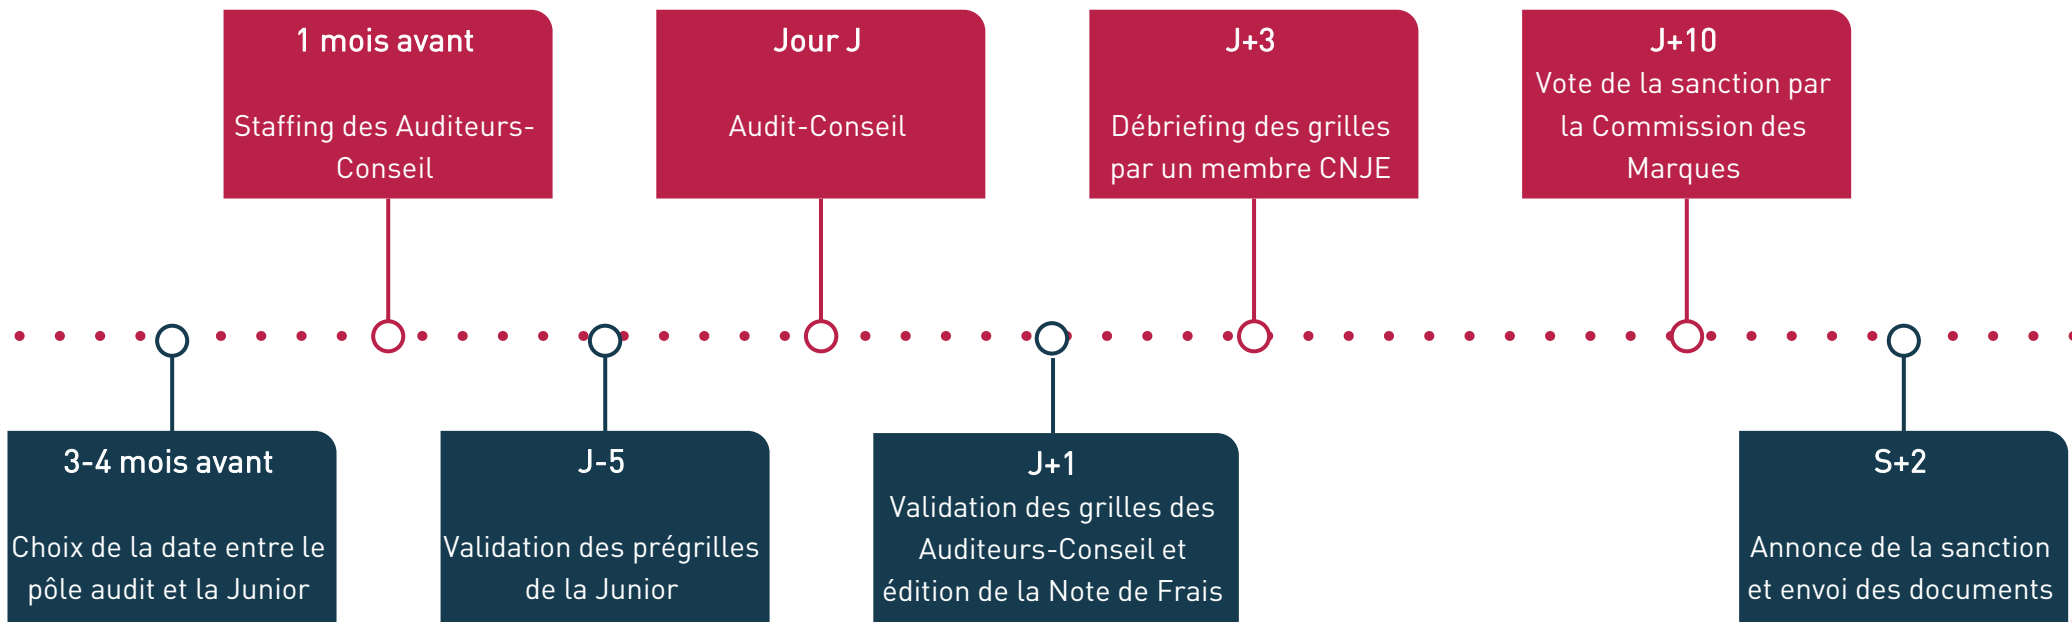 1 mois avant
Staffing des Auditeurs-
Conseil
Jour J
Audit-Conseil
J+3
Débriefing des grilles
par un membre CNJE
J+10
Vote de la sanction par
la Commission des
Marques
3-4 mois avant
Choix de la date entre le
pôle audit et la Junior
J-5
Validation des prégrilles
de la Junior
J+1
Validation des grilles des
Auditeurs-Conseil et
édition de la Note de Frais
S+2
Annonce de la sanction
et envoi des documents